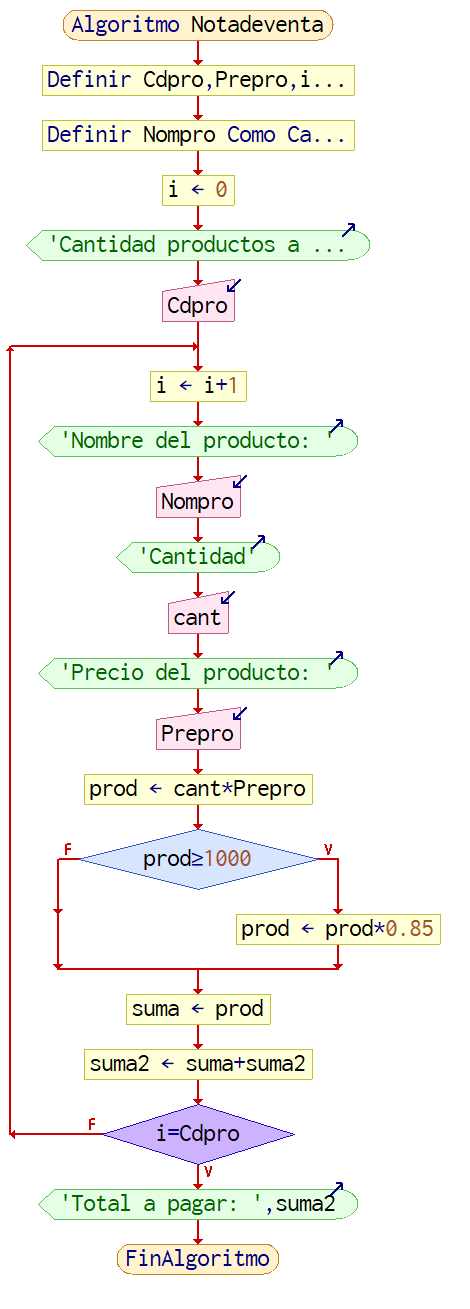 Algoritmo Notadeventa
Definir Cdpro,Prepro,i...
Definir Nompro Como Ca...
i ← 0
'Cantidad productos a ...
Cdpro
i ← i+1
'Nombre del producto: '
Nompro
'Cantidad'
cant
'Precio del producto: '
Prepro
prod ← cant*Prepro
F
prod≥1000
V
prod ← prod*0.85
suma ← prod
suma2 ← suma+suma2
F
i=Cdpro
V
'Total a pagar: ',suma2
FinAlgoritmo